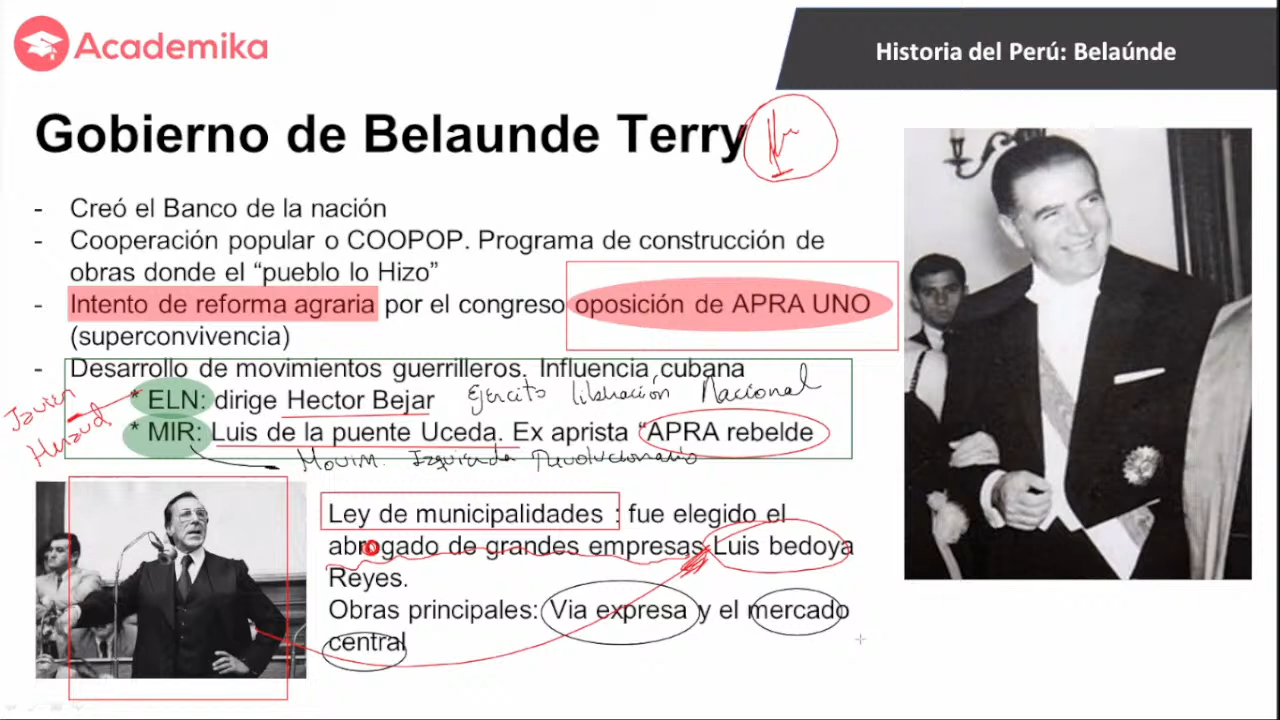 Academika
Historia del Perú: Belaúnde
Gobierno de Belaunde Terry
- Creó el Banco de la nación
- Cooperación popular o COOPOP. Programa de construcción de
obras donde el “pueblo lo Hizo”
- Intento de reforma agraria por el congreso oposición de APRA UNO
(superconvivencia)
- Desarrollo de movimientos guerrilleros. Influencia cubana
* ELN: dirige Hector Bejar
Ejército liberación Nacional
Javier
Heraud
* MIR: Luis de la puente Uceda. Ex aprista “APRA rebelde
Movim. Izquierda Revolucionario
Ley de municipalidades : fue elegido el
abrogado de grandes empresas Luis bedoya
Reyes.
Obras principales: Via expresa y el mercado
central